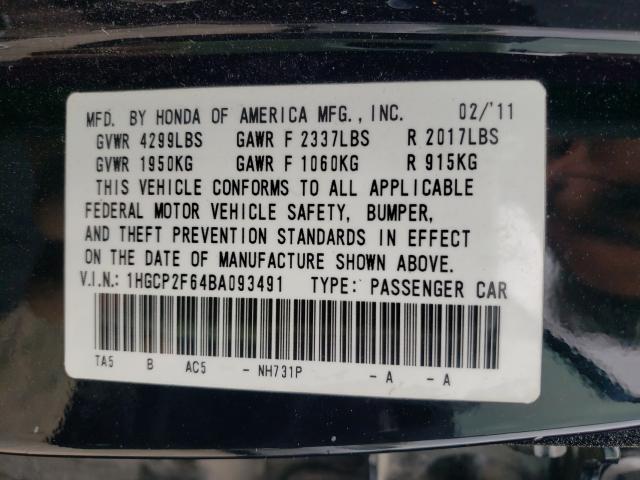 MFD. BY HONDA OF AMERICA MFG., INC. 02/'11
GVWR 4299LBS GAWR F 2337LBS R 2017LBS
GVWR 1950KG GAWR F 1060KG R 915KG
THIS VEHICLE CONFORMS TO ALL APPLICABLE
FEDERAL MOTOR VEHICLE SAFETY, BUMPER,
AND THEFT PREVENTION STANDARDS IN EFFECT
ON THE DATE OF MANUFACTURE SHOWN ABOVE.
V.I.N.: 1HGCP2F64BA093491 TYPE: PASSENGER CAR
TA5 B AC5 - NH731P - A - A